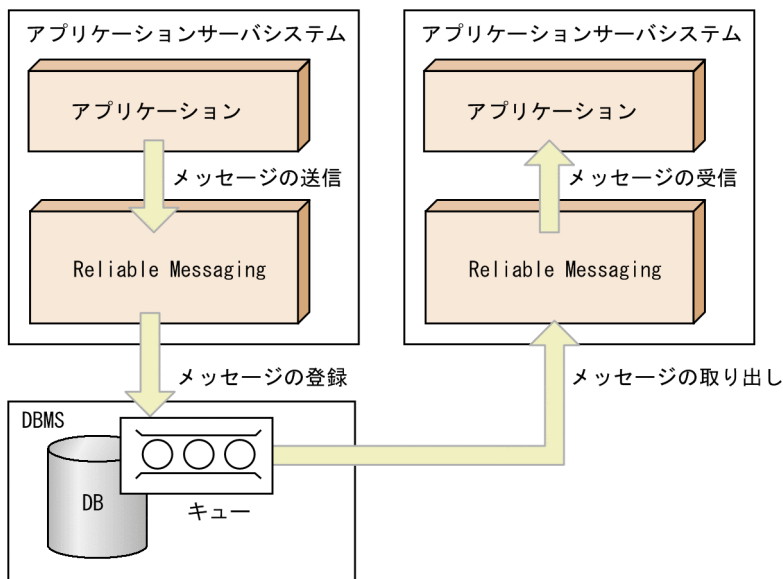 アプリケーションサーバシステム
アプリケーション
メッセージの送信
Reliable Messaging
メッセージの登録
アプリケーションサーバシステム
アプリケーション
メッセージの受信
Reliable Messaging
メッセージの取り出し
DBMS
DB
キュー